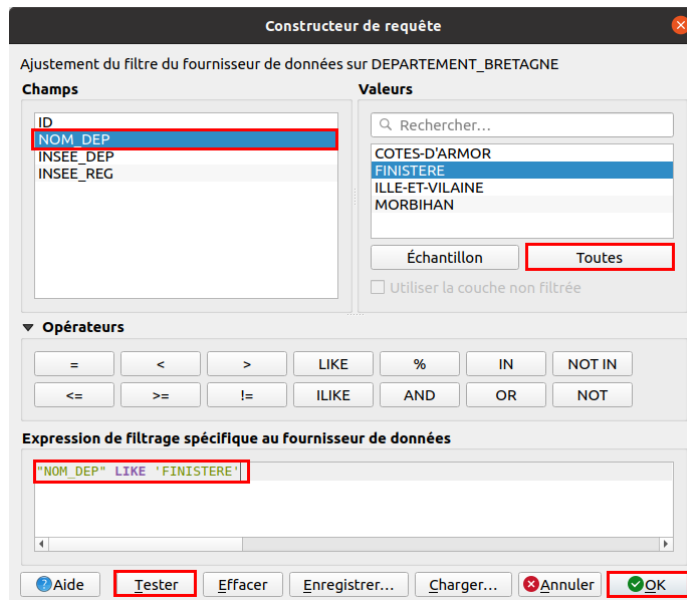 Constructeur de requête
Ajustement du filtre du fournisseur de données sur DEPARTEMENT_BRETAGNE
Champs
ID
NOM_DEP
INSEE_DEP
INSEE_REG
Valeurs
Rechercher...
COTES-D'ARMOR
FINISTERE
ILLE-ET-VILAINE
MORBIHAN
Échantillon
Toutes
Utiliser la couche non filtrée
Opérateurs
= < > LIKE % IN NOT IN
<= >= != ILIKE AND OR NOT
Expression de filtrage spécifique au fournisseur de données
"NOM_DEP" LIKE 'FINISTERE'
Aide Tester Effacer Enregistrer... Charger... Annuler OK